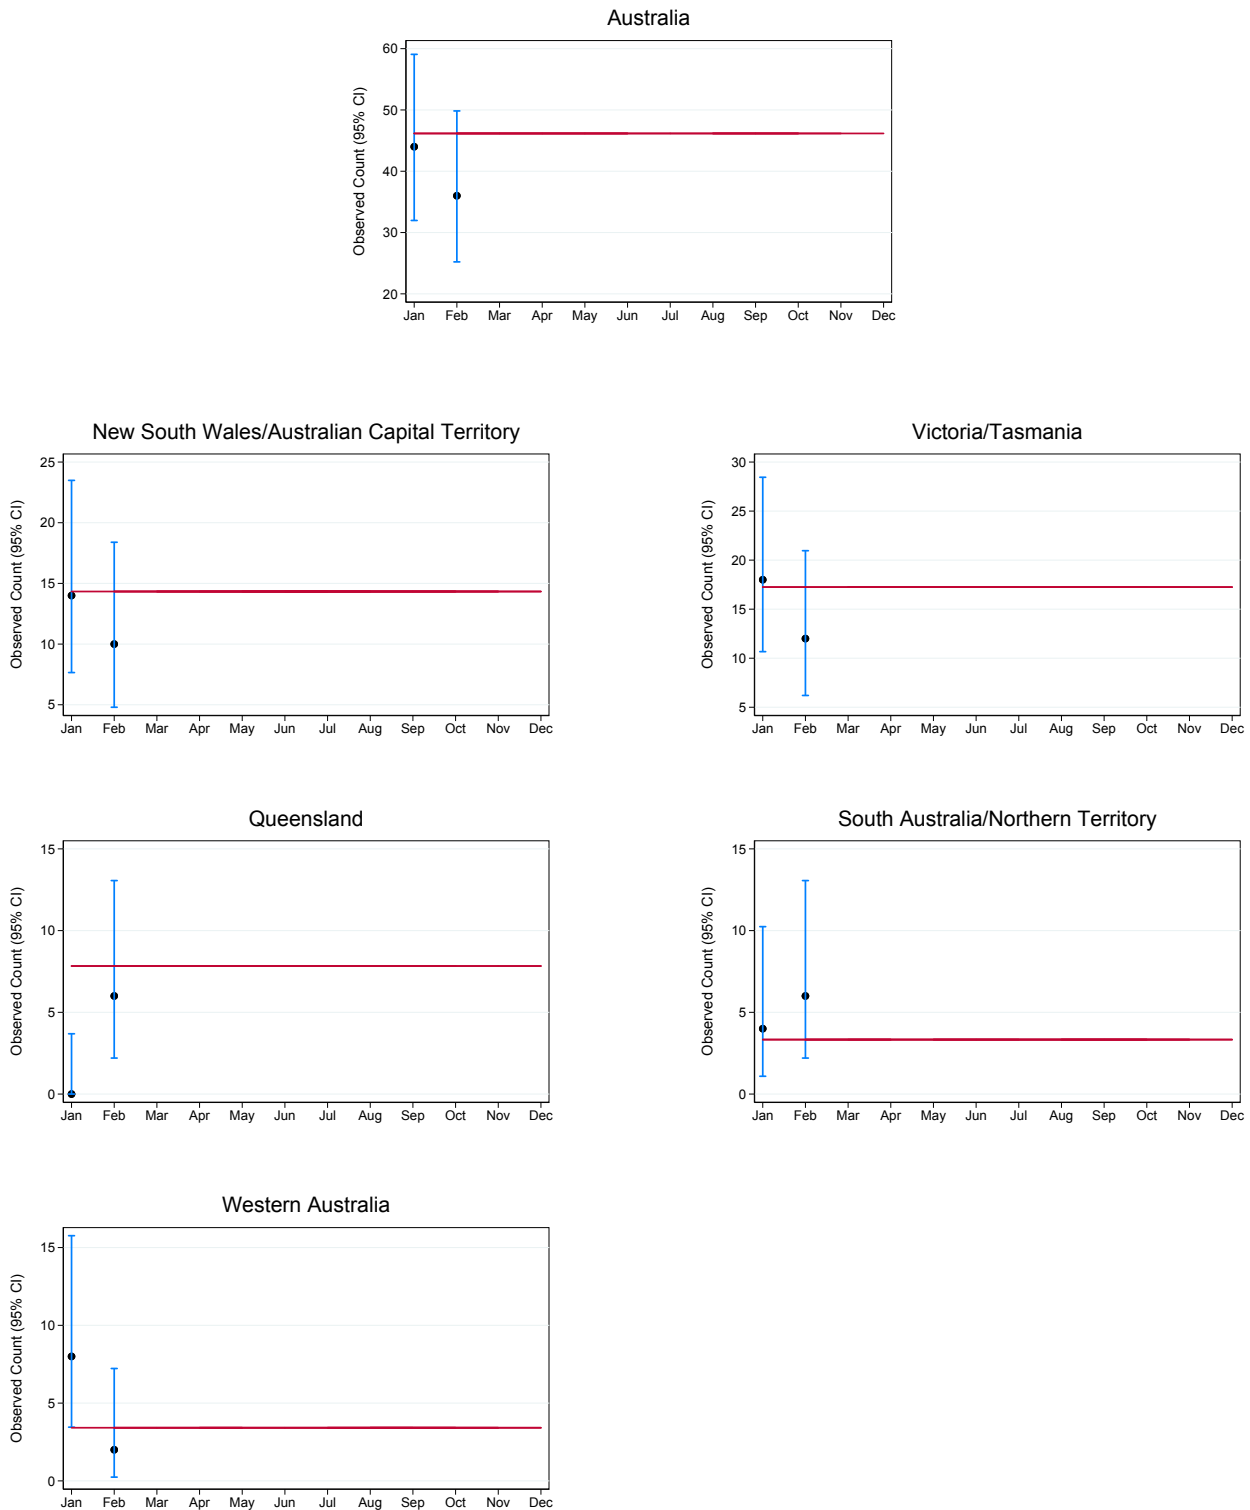 Australia
Observed Count (95% CI)
60
50
40
30
20
Jan Feb Mar Apr May Jun Jul Aug Sep Oct Nov Dec
New South Wales/Australian Capital Territory
Observed Count (95% CI)
25
20
15
10
5
Jan Feb Mar Apr May Jun Jul Aug Sep Oct Nov Dec
Victoria/Tasmania
Observed Count (95% CI)
30
25
20
15
10
5
Jan Feb Mar Apr May Jun Jul Aug Sep Oct Nov Dec
Queensland
Observed Count (95% CI)
15
10
5
0
Jan Feb Mar Apr May Jun Jul Aug Sep Oct Nov Dec
South Australia/Northern Territory
Observed Count (95% CI)
15
10
5
0
Jan Feb Mar Apr May Jun Jul Aug Sep Oct Nov Dec
Western Australia
Observed Count (95% CI)
15
10
5
0
Jan Feb Mar Apr May Jun Jul Aug Sep Oct Nov Dec